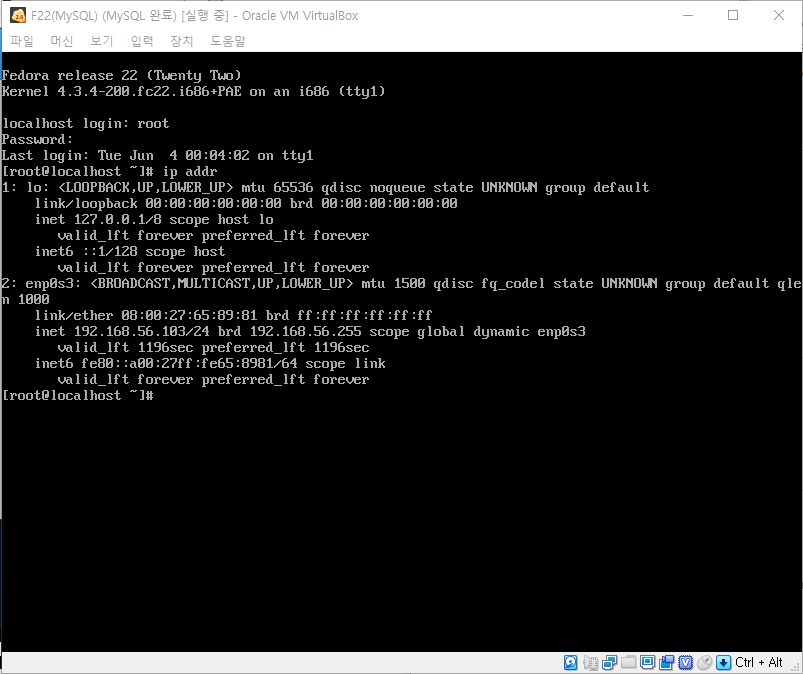 F22(MySQL) (MySQL 완료) [실행 중] - Oracle VM VirtualBox
파일 머신 보기 입력 장치 도움말
Fedora release 22 (Twenty Two)
Kernel 4.3.4-200.fc22.i686+PAE on an i686 (tty1)
localhost login: root
Password:
Last login: Tue Jun  4 00:04:02 on tty1
[root@localhost ~]# ip addr
1: lo: <LOOPBACK,UP,LOWER_UP> mtu 65536 qdisc noqueue state UNKNOWN group default
    link/loopback 00:00:00:00:00:00 brd 00:00:00:00:00:00
    inet 127.0.0.1/8 scope host lo
       valid_lft forever preferred_lft forever
    inet6 ::1/128 scope host
       valid_lft forever preferred_lft forever
2: enp0s3: <BROADCAST,MULTICAST,UP,LOWER_UP> mtu 1500 qdisc fq_codel state UNKNOWN group default qle
n 1000
    link/ether 08:00:27:65:89:81 brd ff:ff:ff:ff:ff:ff
    inet 192.168.56.103/24 brd 192.168.56.255 scope global dynamic enp0s3
       valid_lft 1196sec preferred_lft 1196sec
    inet6 fe80::a00:27ff:fe65:8981/64 scope link
       valid_lft forever preferred_lft forever
[root@localhost ~]#
Ctrl + Alt